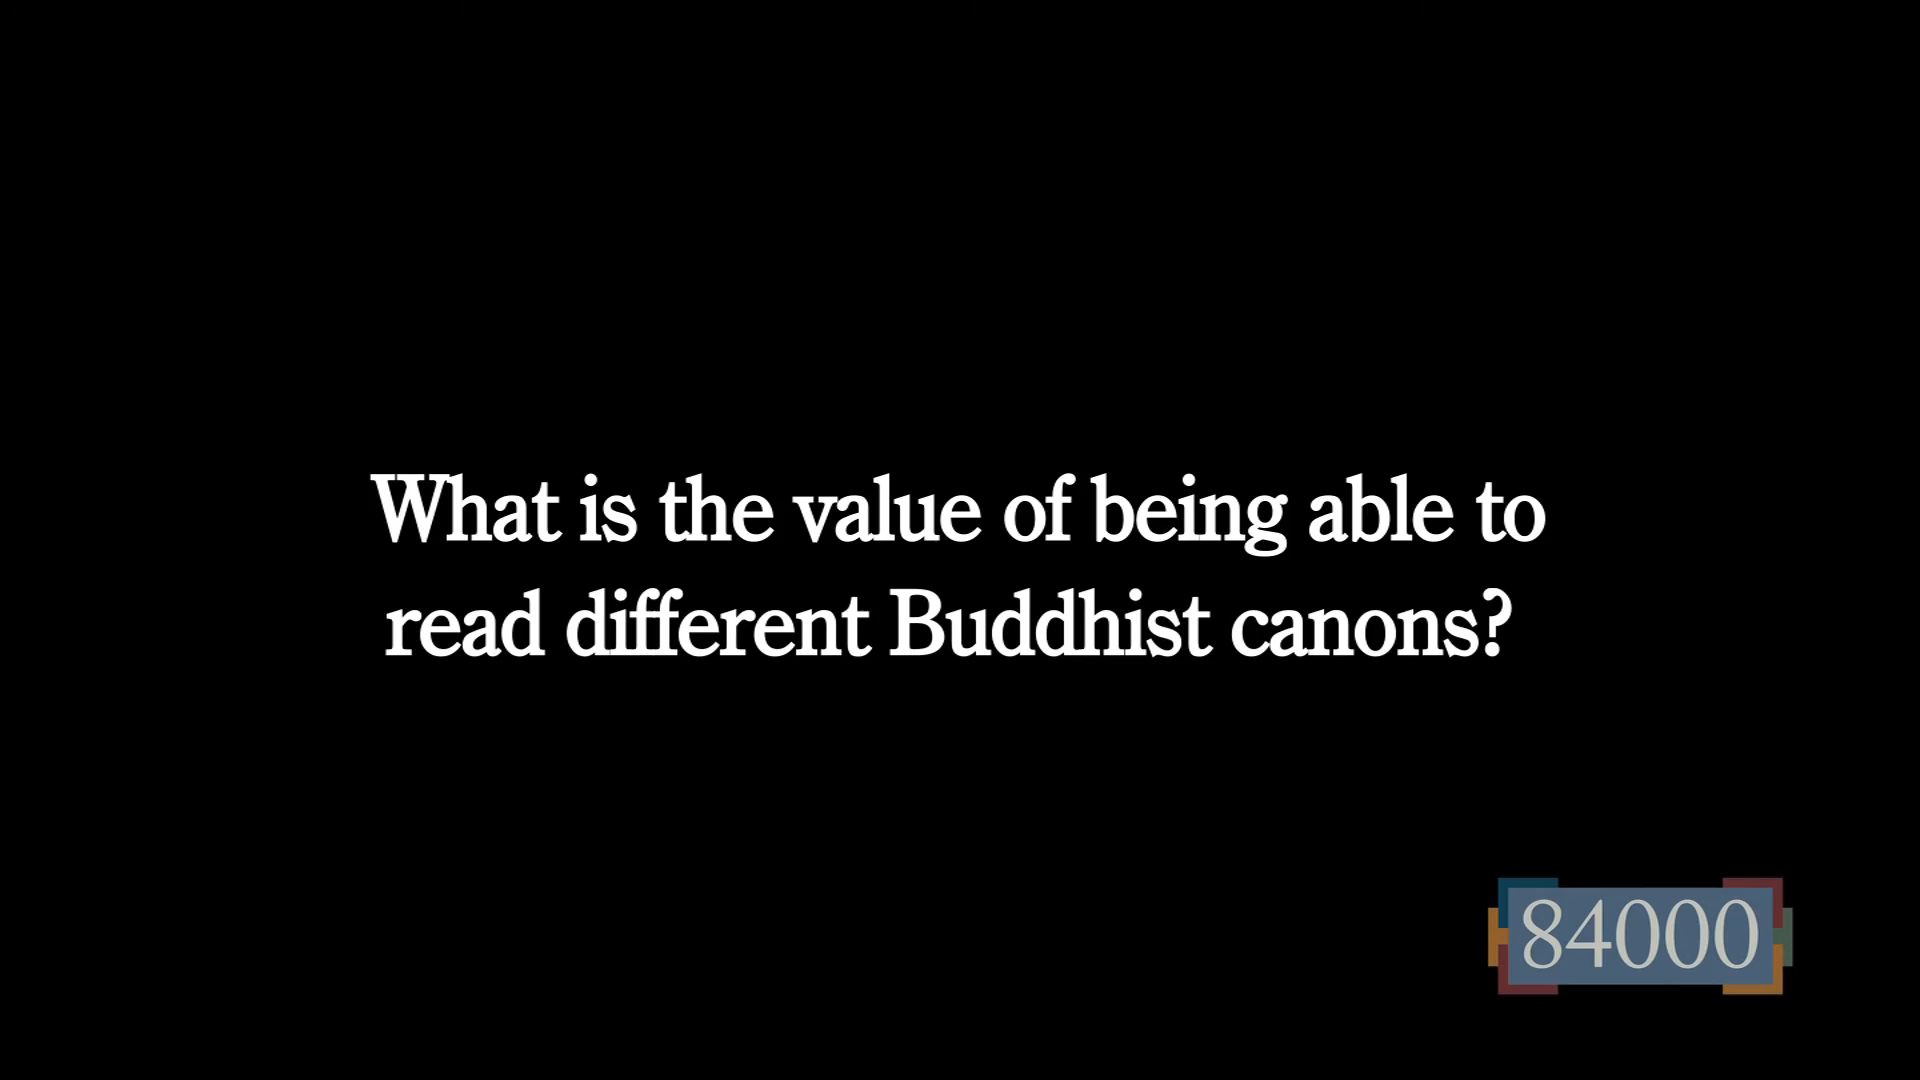 What is the value of being able to
read different Buddhist canons?
84000